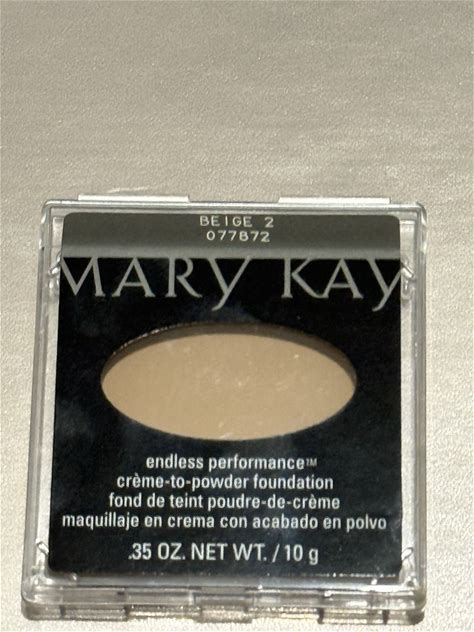 BEIGE 2
077872
MARY KAY
endless performance™
crème-to-powder foundation
fond de teint poudre-de-crème
maquillaje en crema con acabado en polvo
.35 OZ. NET WT. / 10 g